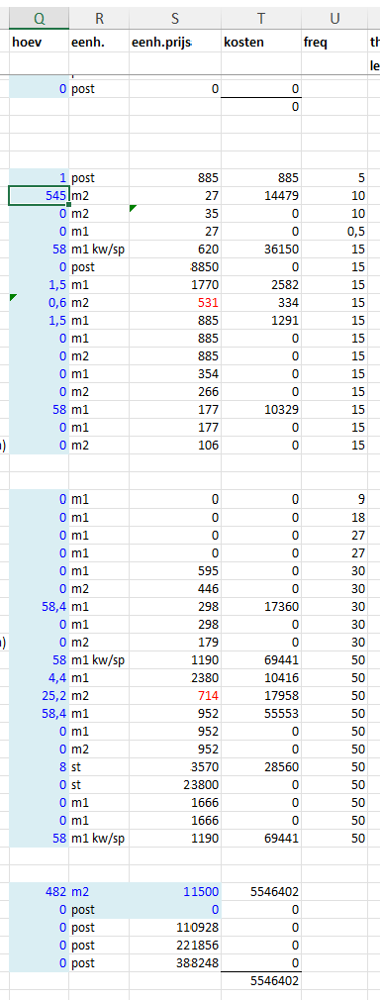 Q R S T U
hoev eenh. eenh.prijs kosten freq th
le
0 post 0 0
0
1 post 885 885 5
545 m2 27 14479 10
0 m2 35 0 10
0 m1 27 0 0,5
58 m1 kw/sp 620 36150 15
0 post 8850 0 15
1,5 m1 1770 2582 15
0,6 m2 531 334 15
1,5 m1 885 1291 15
0 m1 885 0 15
0 m2 885 0 15
0 m1 354 0 15
0 m2 266 0 15
58 m1 177 10329 15
0 m1 177 0 15
) 0 m2 106 0 15
0 m1 0 0 9
0 m1 0 0 18
0 m1 0 0 27
0 m1 0 0 27
0 m1 595 0 30
0 m2 446 0 30
58,4 m1 298 17360 30
0 m1 298 0 30
) 0 m2 179 0 30
58 m1 kw/sp 1190 69441 50
4,4 m1 2380 10416 50
25,2 m2 714 17958 50
58,4 m1 952 55553 50
0 m1 952 0 50
0 m2 952 0 50
8 st 3570 28560 50
0 st 23800 0 50
0 m1 1666 0 50
0 m1 1666 0 50
58 m1 kw/sp 1190 69441 50
482 m2 11500 5546402
0 post 0 0
0 post 110928 0
0 post 221856 0
0 post 388248 0
5546402